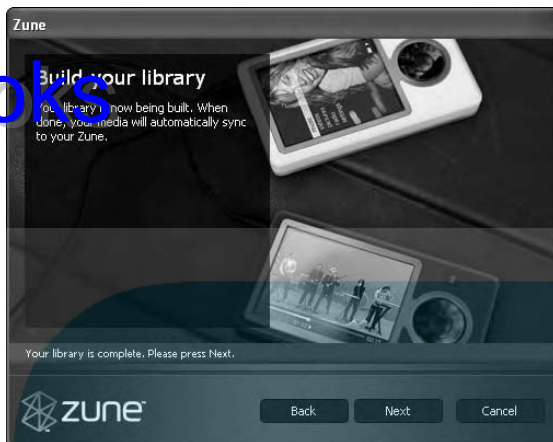 Zune
Build your library
oks
Your library is now being built. When
done, your media will automatically sync
to your Zune.
Your library is complete. Please press Next.
zune
Back
Next
Cancel